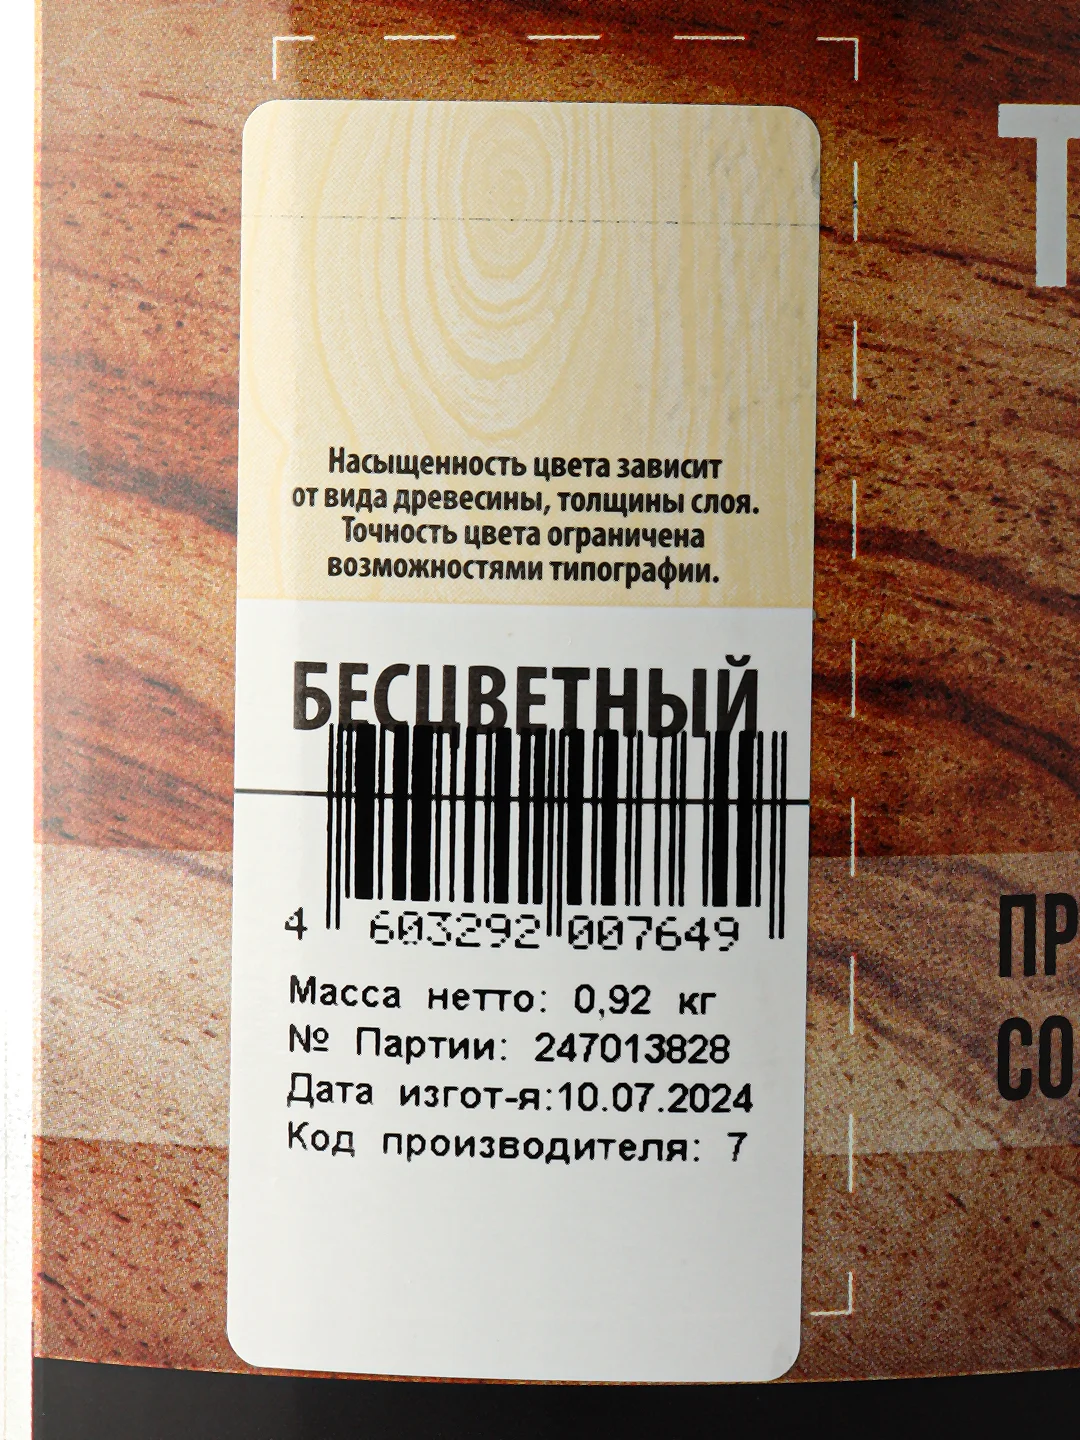 Насыщенность цвета зависит
от вида древесины, толщины слоя.
Точность цвета ограничена
возможностями типографии.
БЕСЦВЕТНЫЙ
4 603292 007649
Масса нетто: 0,92 кг
№ Партии: 247013828
Дата изгот-я:10.07.2024
Код производителя: 7